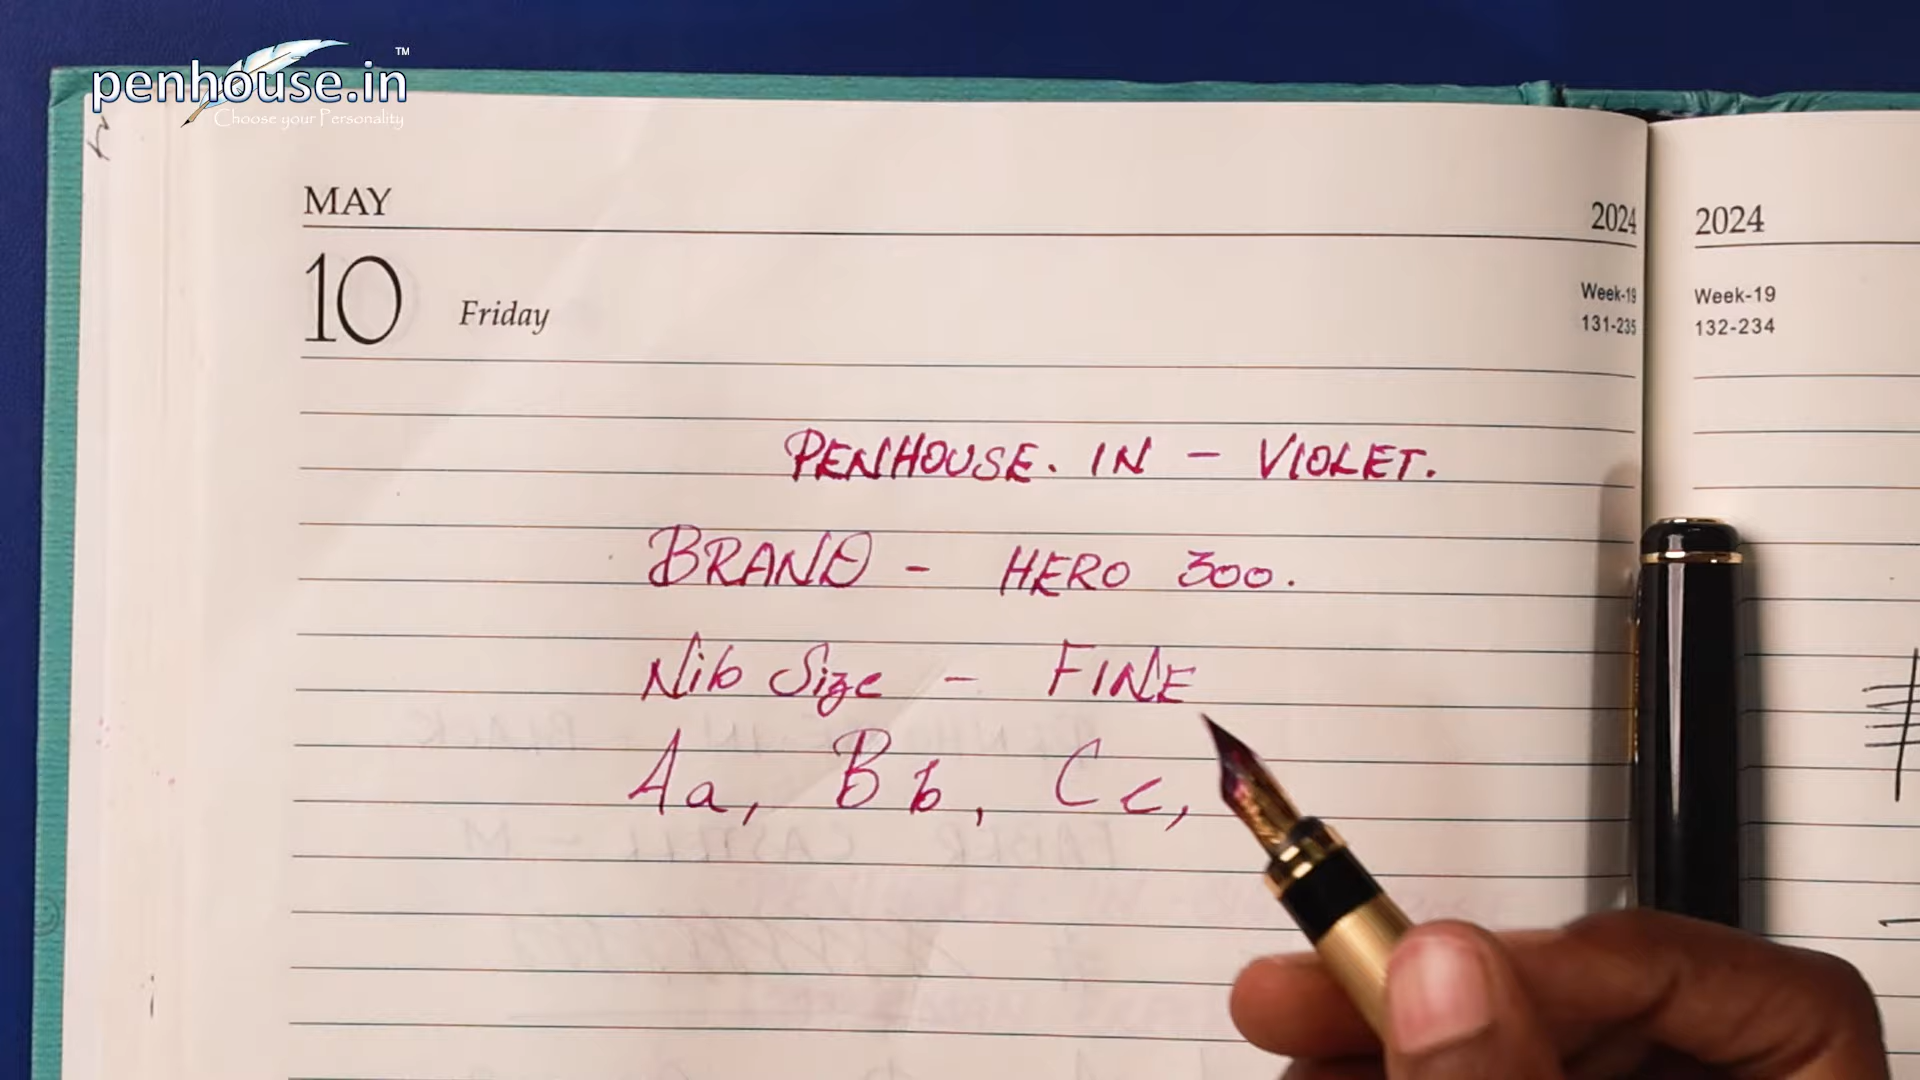 penhouse.in™
Choose your Personality
MAY
2024
10
Friday
Week-19
131-235
PENHOUSE. IN - VIOLET.
BRAND - HERO 300.
Nib Size - FINE
Aa, Bb, Cc,
2024
Week-19
132-234